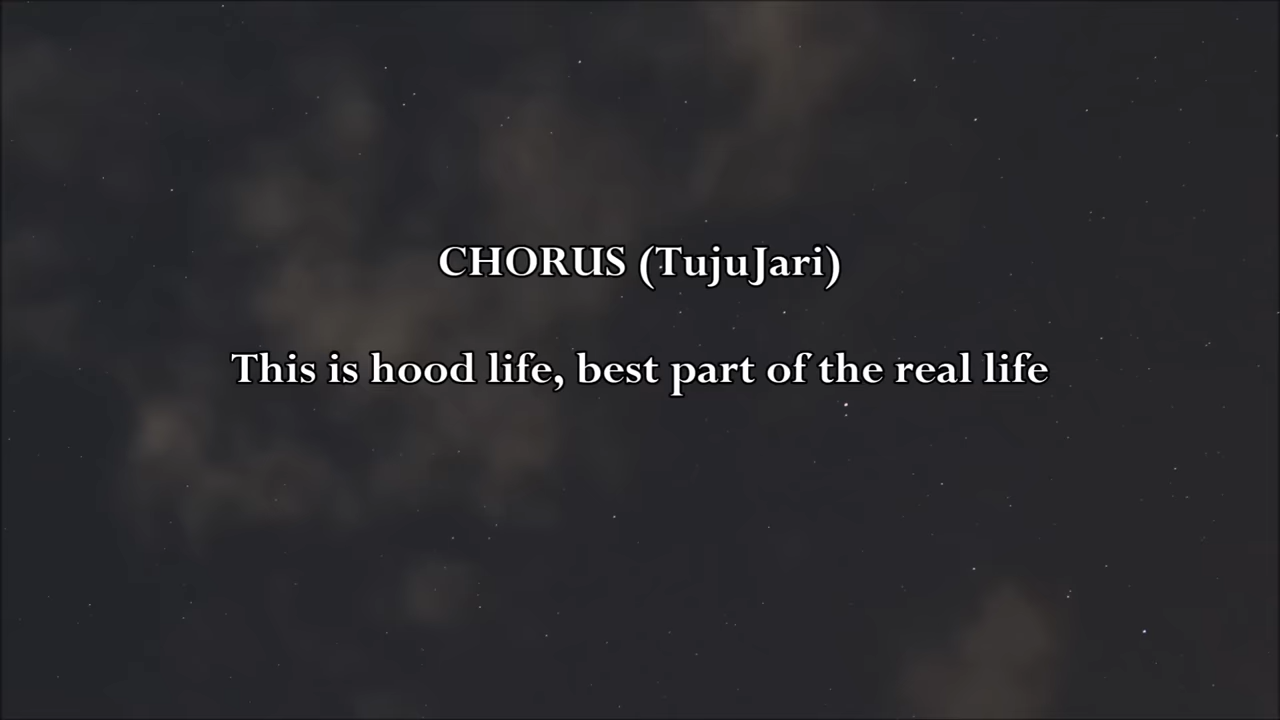 CHORUS (TujuJari)
This is hood life, best part of the real life